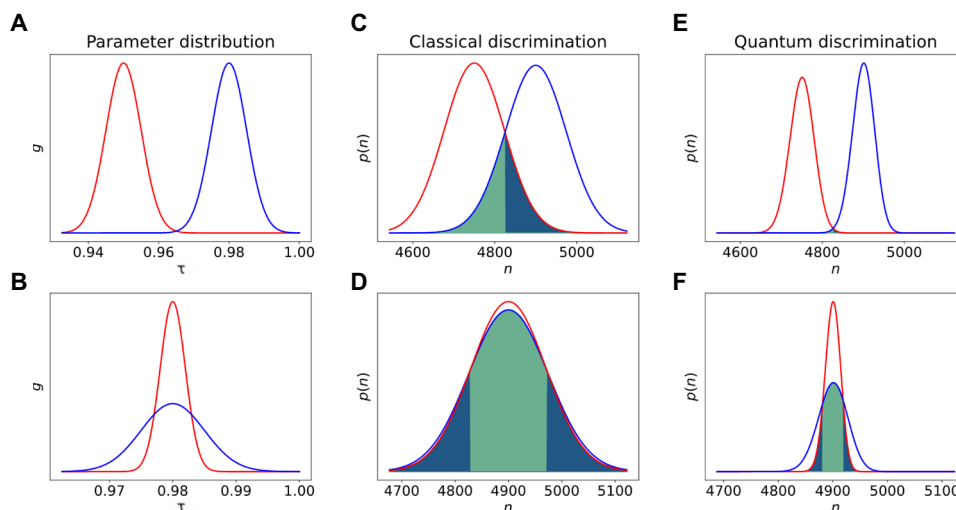 A
Parameter distribution
g
0.94
0.96
0.98
1.00
τ
C
Classical discrimination
p(n)
4600
4800
5000
n
E
Quantum discrimination
p(n)
4600
4800
5000
n
B
g
0.97
0.98
0.99
1.00
τ
D
p(n)
4700
4800
4900
5000
5100
n
F
p(n)
4700
4800
4900
5000
5100
n